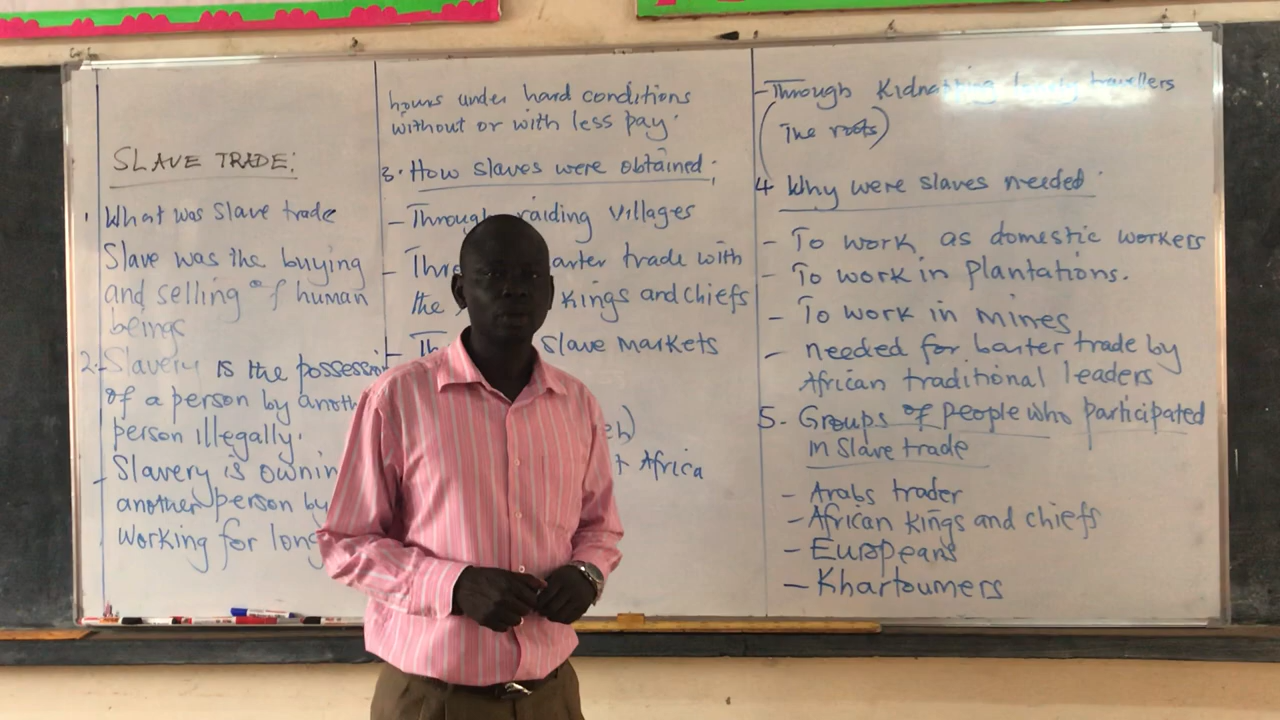 SLAVE TRADE:
1. What was slave trade
Slave was the buying
and selling of human
beings
2. Slavery is the possessi
of a person by anoth
person illegally.
- Slavery is ownin
another person by
working for long
hours under hard conditions
without or with less pay.
3. How slaves were obtained:
- Through raiding villages
- Thro arter trade with
the kings and chiefs
- Th slave markets
eh)
t Africa
- Through Kidnapping lonely travellers
(The roots)
4 Why were slaves needed.
- To work as domestic workers
- To work in plantations.
- To work in mines
- needed for barter trade by
African traditional leaders
5. Groups of people who participated
in slave trade
- Arabs trader
- African kings and chiefs
- Europeans
- Khartoumers